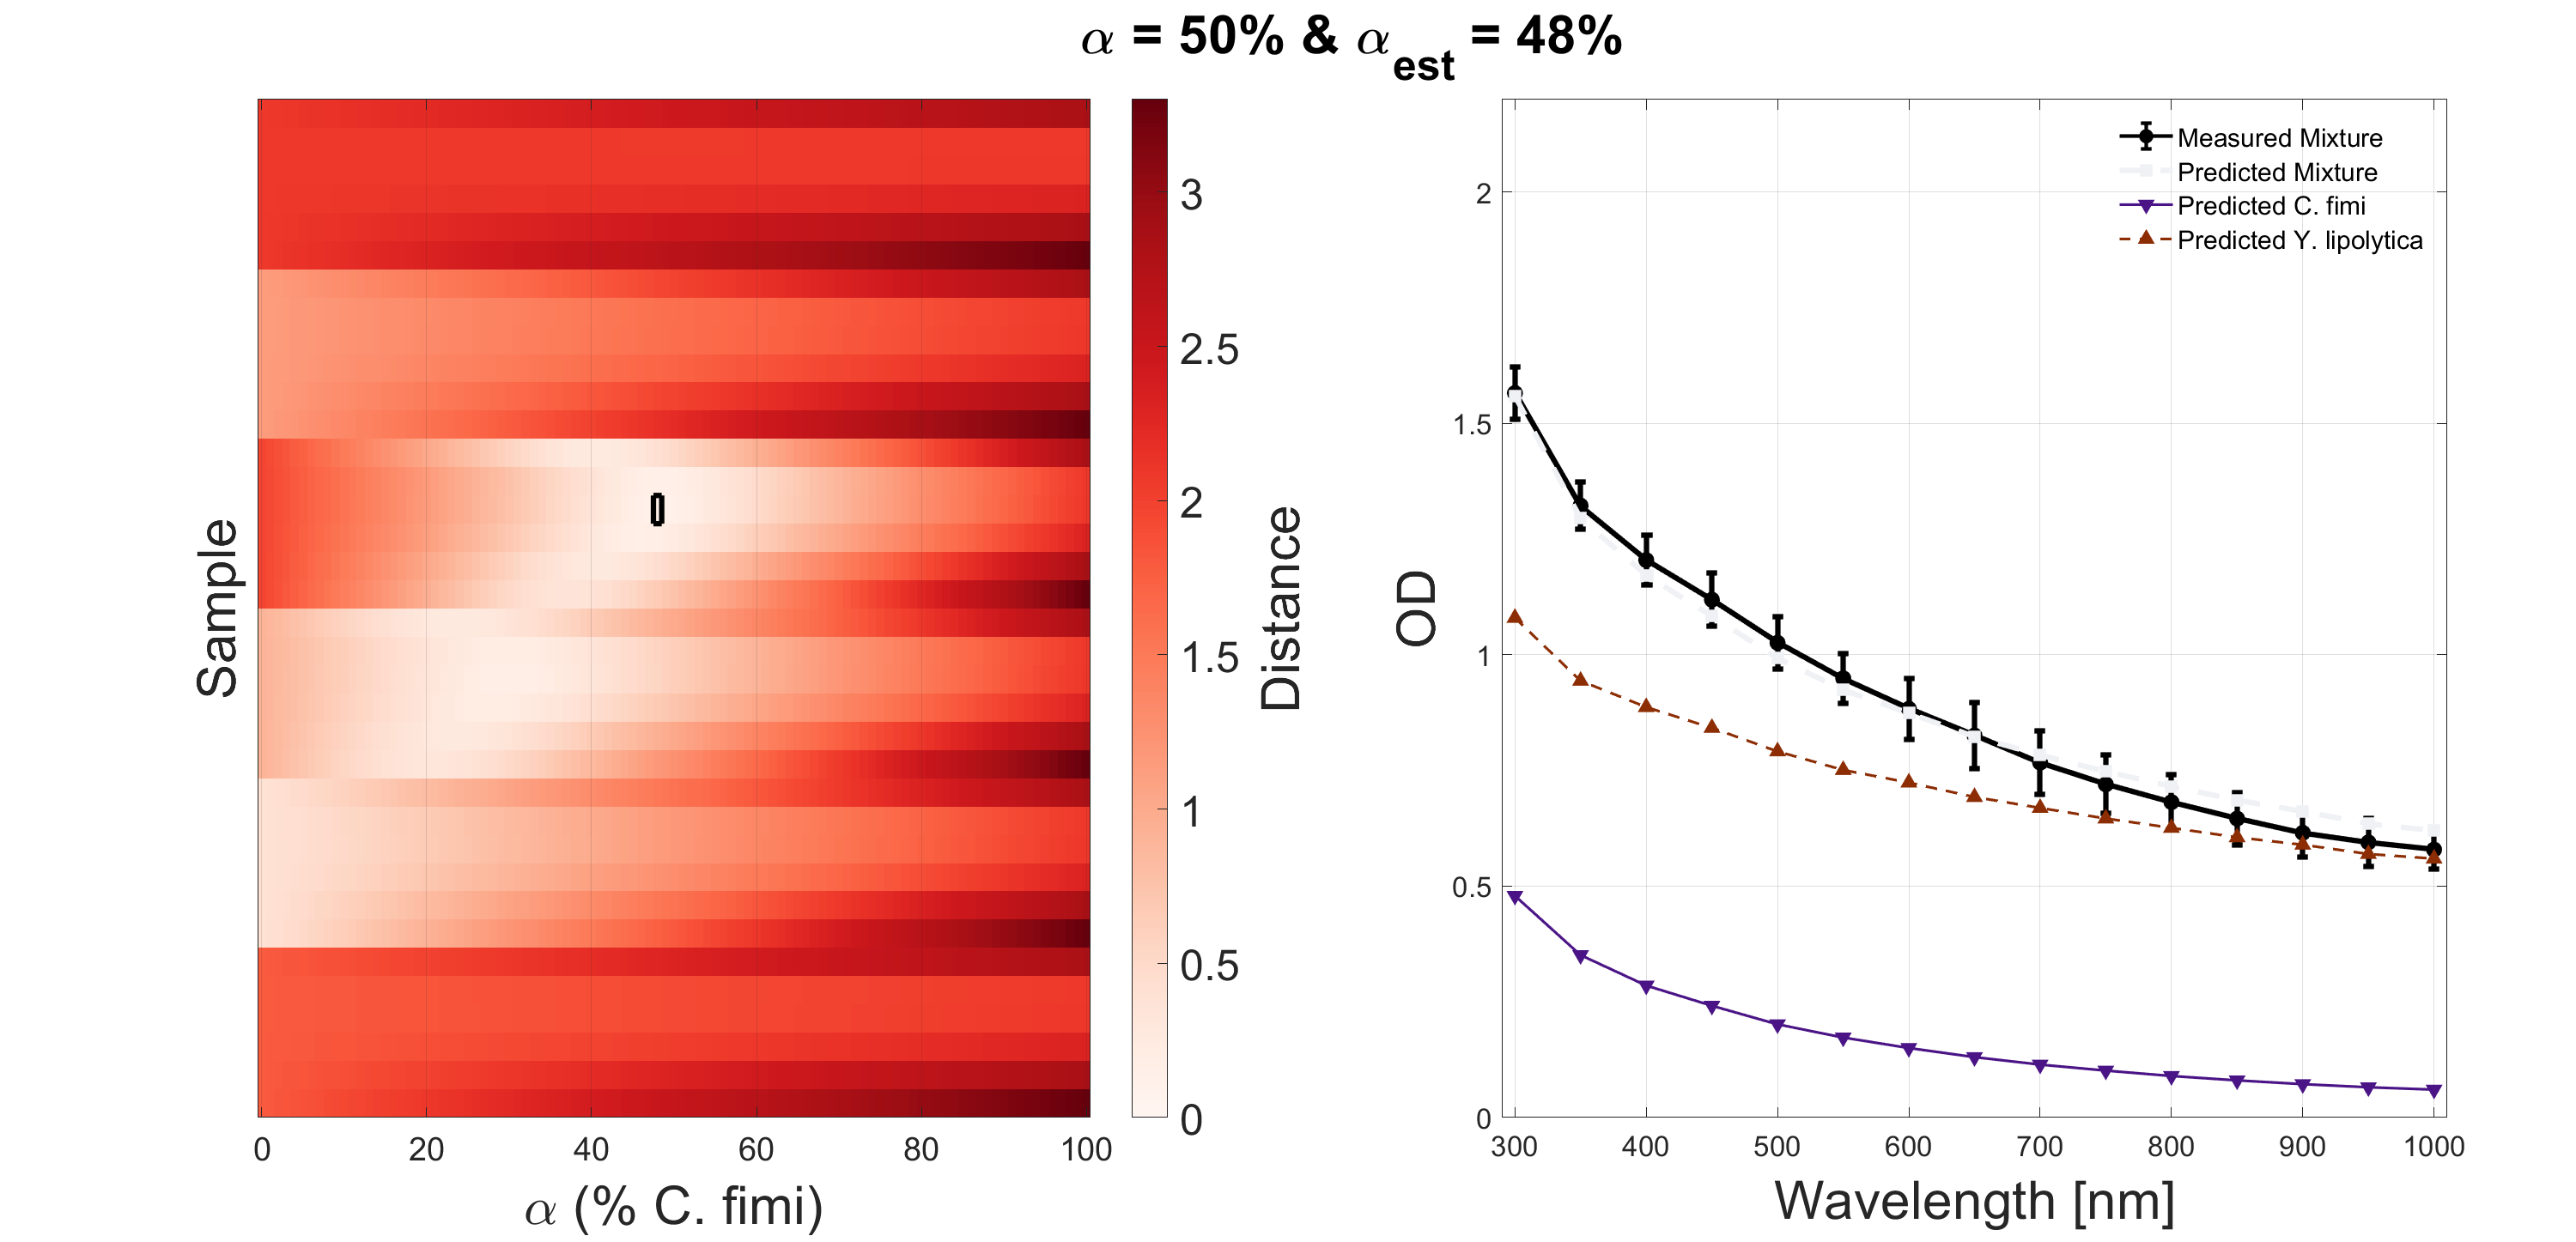 α = 50% & αest = 48%
Sample
0 20 40 60 80 100
α (% C. fimi)
3
2.5
2
1.5
1
0.5
0
Distance
OD
2
1.5
1
0.5
0
Measured Mixture
Predicted Mixture
Predicted C. fimi
Predicted Y. lipolytica
300 400 500 600 700 800 900 1000
Wavelength [nm]